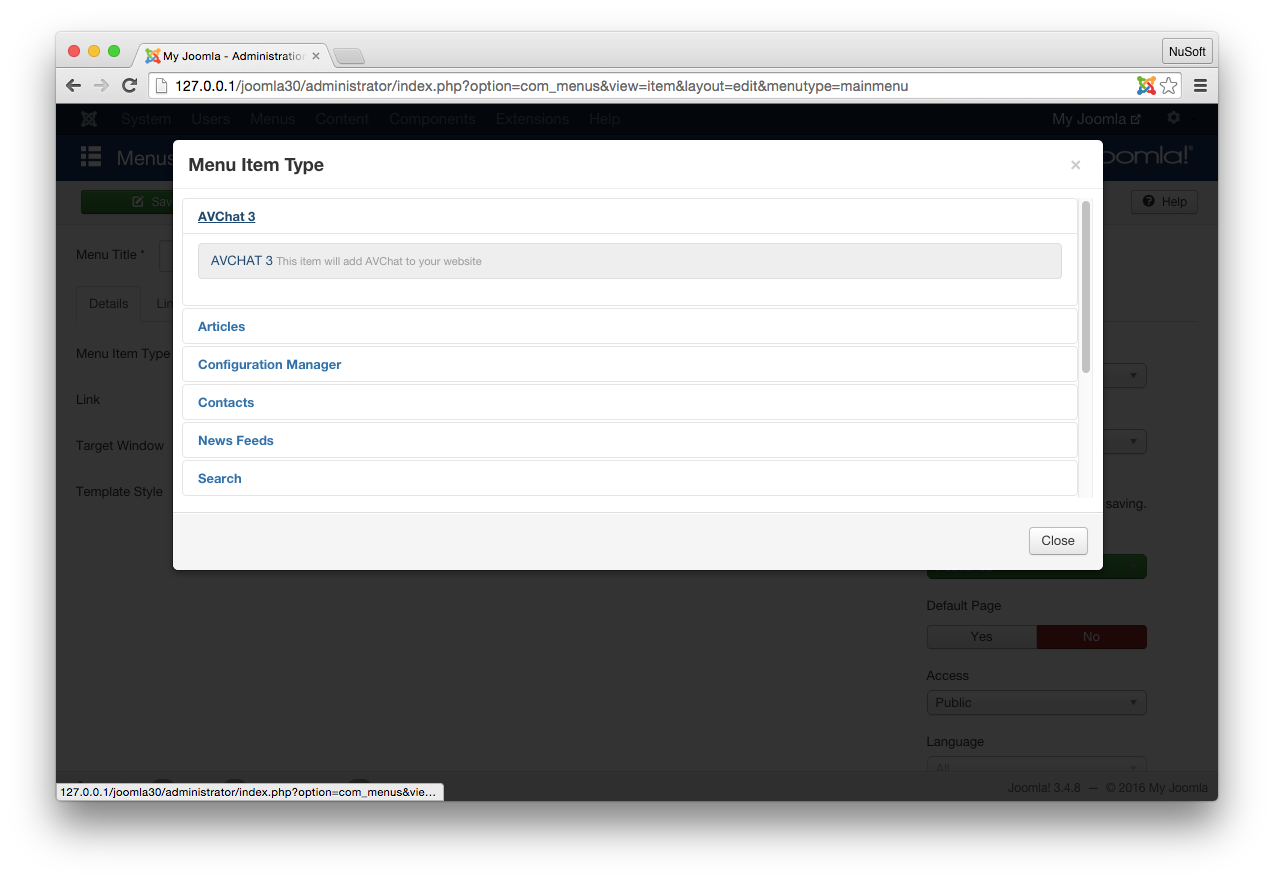 My Joomla - Administration
NuSoft
127.0.0.1/joomla30/administrator/index.php?option=com_menus&view=item&layout=edit&menutype=mainmenu
System Users Menus Content Components Extensions Help My Joomla
Menus
Joomla!®
Menu Item Type ×
Help
AVChat 3
AVCHAT 3 This item will add AVChat to your website
Menu Title *
Details
Articles
Menu Item Type
Configuration Manager
Link
Contacts
Target Window
News Feeds
Search
Template Style
saving.
Close
Default Page
Yes No
Access
Public
Language
All
127.0.0.1/joomla30/administrator/index.php?option=com_menus&vie...
Joomla! 3.4.8 — © 2016 My Joomla